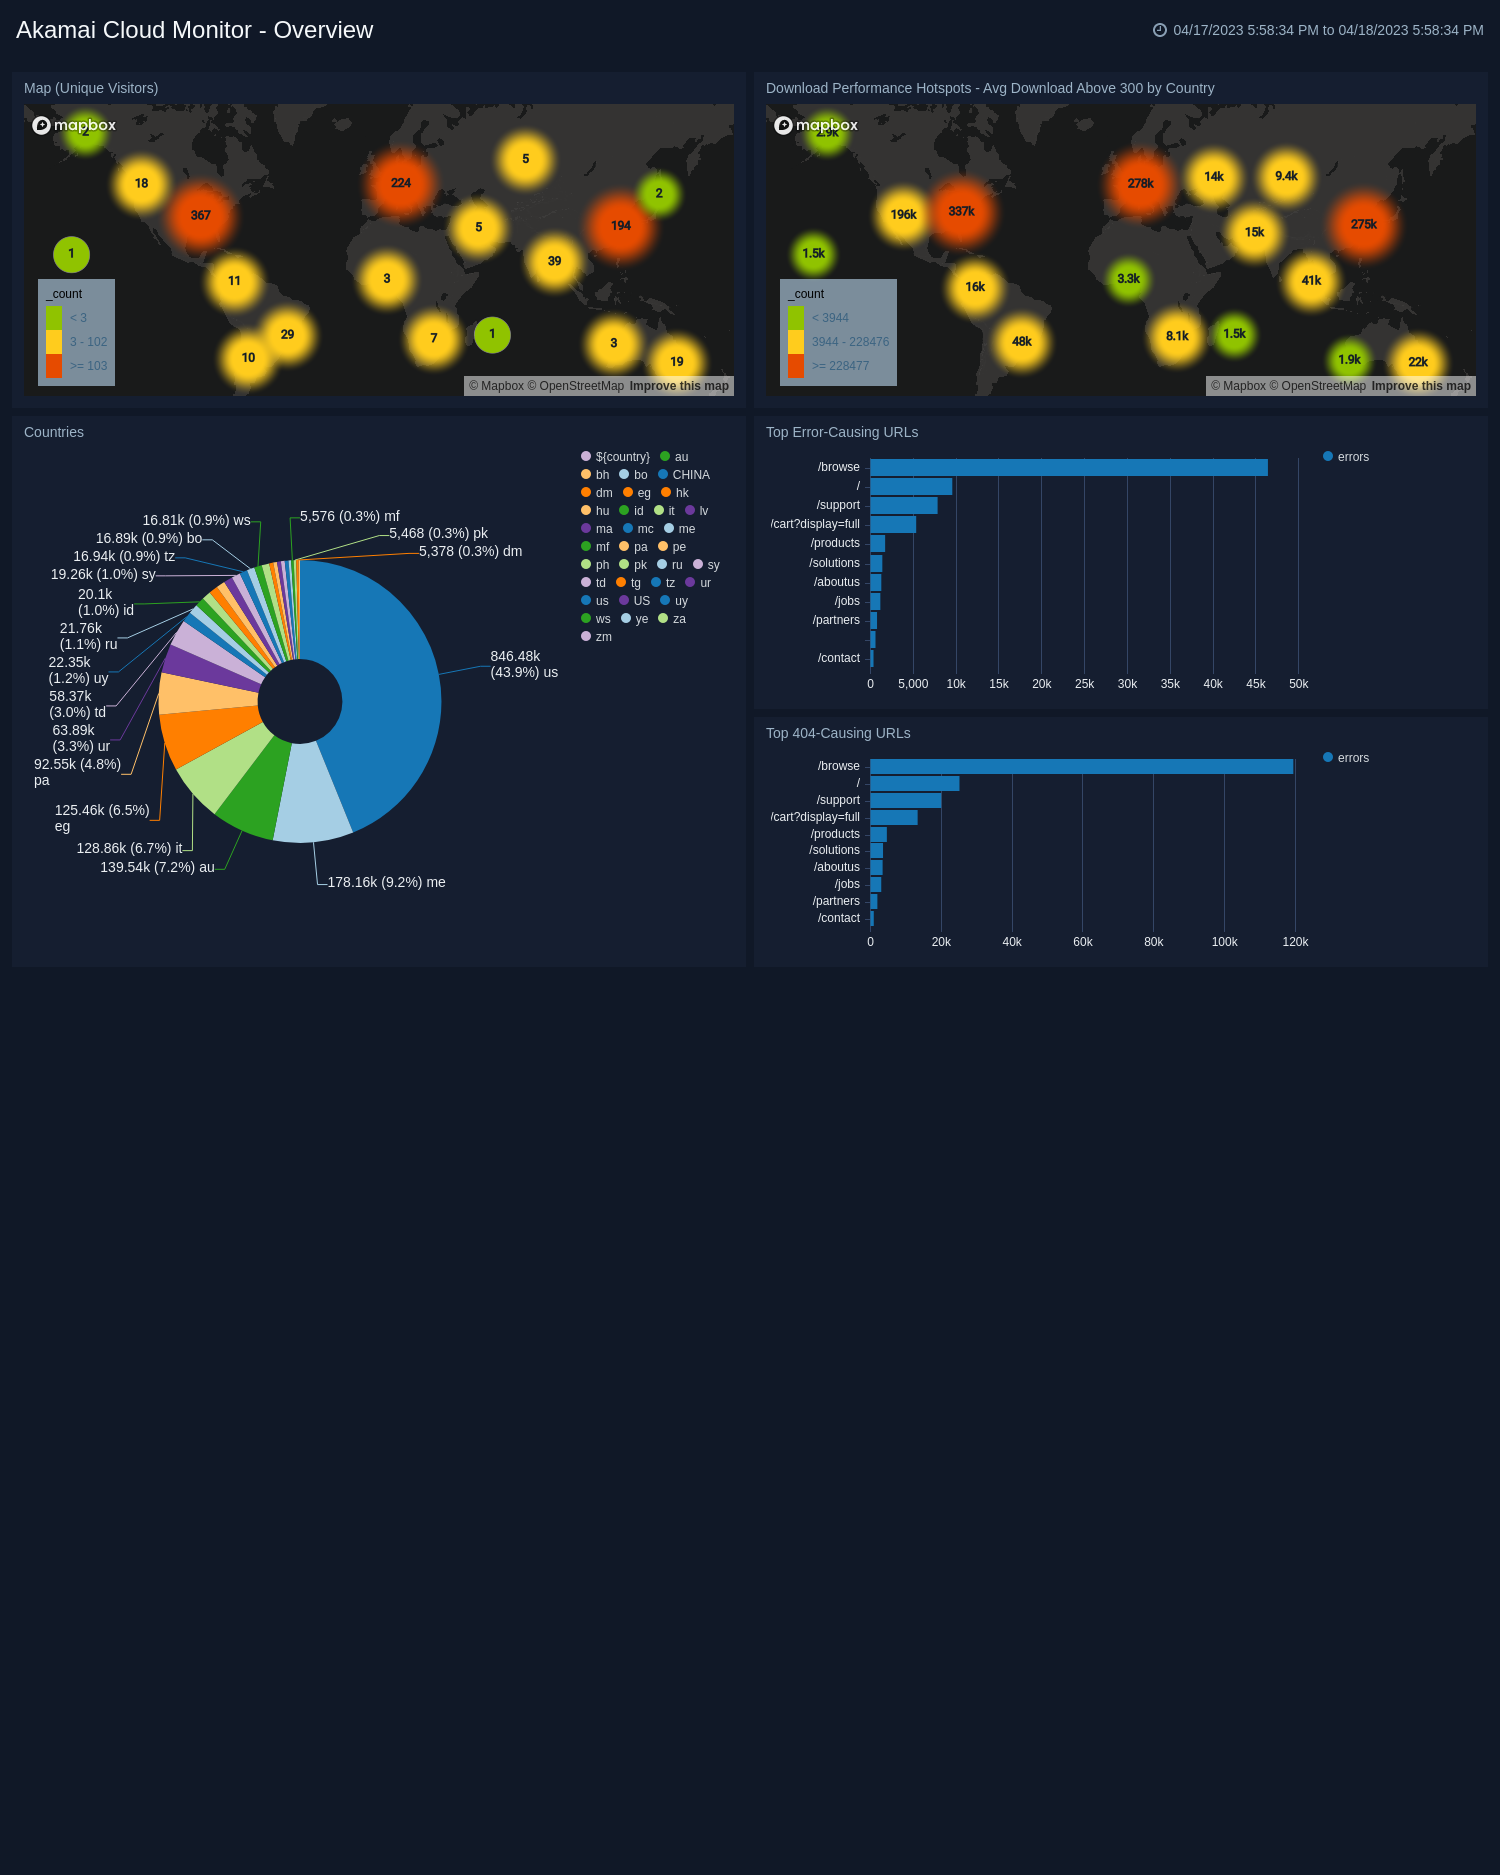 Akamai Cloud Monitor - Overview
04/17/2023 5:58:34 PM to 04/18/2023 5:58:34 PM
Map (Unique Visitors)
mapbox
2
18
367
224
5
2
194
5
1
39
11
3
29
7
1
10
3
19
_count
< 3
3 - 102
>= 103
© Mapbox © OpenStreetMap Improve this map
Download Performance Hotspots - Avg Download Above 300 by Country
mapbox
2.9k
196k
337k
278k
14k
9.4k
15k
275k
1.5k
16k
3.3k
41k
48k
8.1k
1.5k
1.9k
22k
_count
< 3944
3944 - 228476
>= 228477
© Mapbox © OpenStreetMap Improve this map
Countries
5,576 (0.3%) mf
16.81k (0.9%) ws
5,468 (0.3%) pk
16.89k (0.9%) bo
5,378 (0.3%) dm
16.94k (0.9%) tz
19.26k (1.0%) sy
20.1k
(1.0%) id
21.76k
(1.1%) ru
22.35k
(1.2%) uy
58.37k
(3.0%) td
63.89k
(3.3%) ur
92.55k (4.8%)
pa
125.46k (6.5%)
eg
128.86k (6.7%) it
139.54k (7.2%) au
178.16k (9.2%) me
846.48k
(43.9%) us
${country} au
bh bo CHINA
dm eg hk
hu id it lv
ma mc me
mf pa pe
ph pk ru sy
td tg tz ur
us US uy
ws ye za
zm
Top Error-Causing URLs
errors
/browse
/
/support
/cart?display=full
/products
/solutions
/aboutus
/jobs
/partners
/contact
0 5,000 10k 15k 20k 25k 30k 35k 40k 45k 50k
Top 404-Causing URLs
errors
/browse
/
/support
/cart?display=full
/products
/solutions
/aboutus
/jobs
/partners
/contact
0 20k 40k 60k 80k 100k 120k